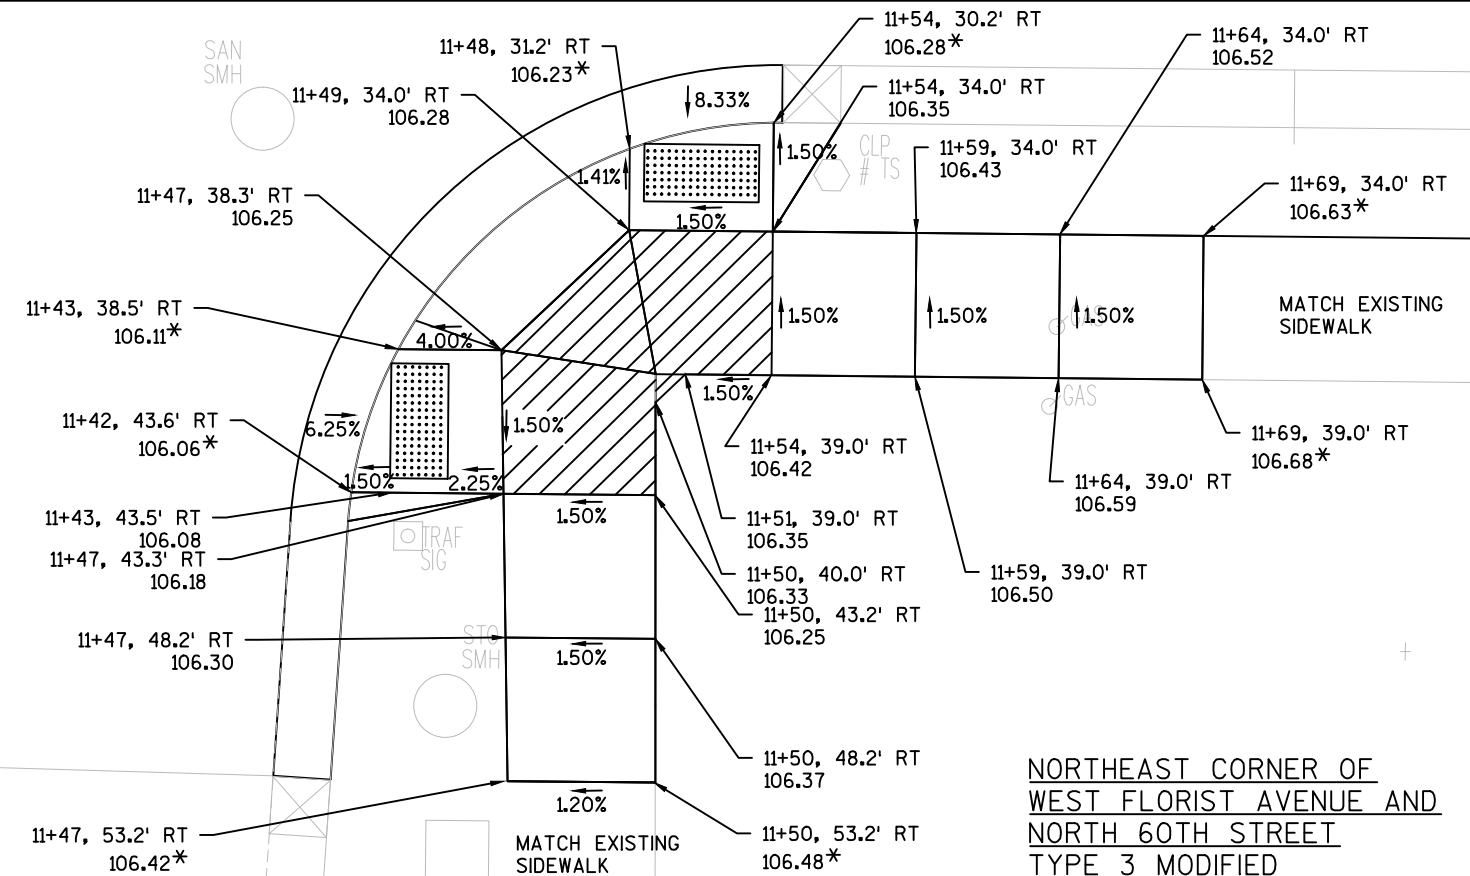 SAN
SMH
11+48, 31.2' RT
106.23*
11+54, 30.2' RT
106.28*
11+64, 34.0' RT
106.52
11+49, 34.0' RT
106.28
8.33%
11+54, 34.0' RT
106.35
CLP
# TS
1.50%
11+59, 34.0' RT
106.43
1.41%
11+47, 38.3' RT
106.25
1.50%
11+69, 34.0' RT
106.63*
11+43, 38.5' RT
106.11*
4.00%
1.50%
1.50%
GAS
1.50%
MATCH EXISTING
SIDEWALK
1.50%
GAS
11+42, 43.6' RT
106.06*
6.25%
1.50%
11+54, 39.0' RT
106.42
11+69, 39.0' RT
106.68*
1.50%
2.25%
11+64, 39.0' RT
106.59
11+43, 43.5' RT
106.08
1.50%
11+51, 39.0' RT
106.35
TRAF
SIG
11+47, 43.3' RT
106.18
11+50, 40.0' RT
106.33
11+59, 39.0' RT
106.50
11+50, 43.2' RT
106.25
11+47, 48.2' RT
106.30
STO
SMH
1.50%
11+50, 48.2' RT
106.37
1.20%
11+47, 53.2' RT
106.42*
MATCH EXISTING
SIDEWALK
11+50, 53.2' RT
106.48*
NORTHEAST CORNER OF
WEST FLORIST AVENUE AND
NORTH 60TH STREET
TYPE 3 MODIFIED